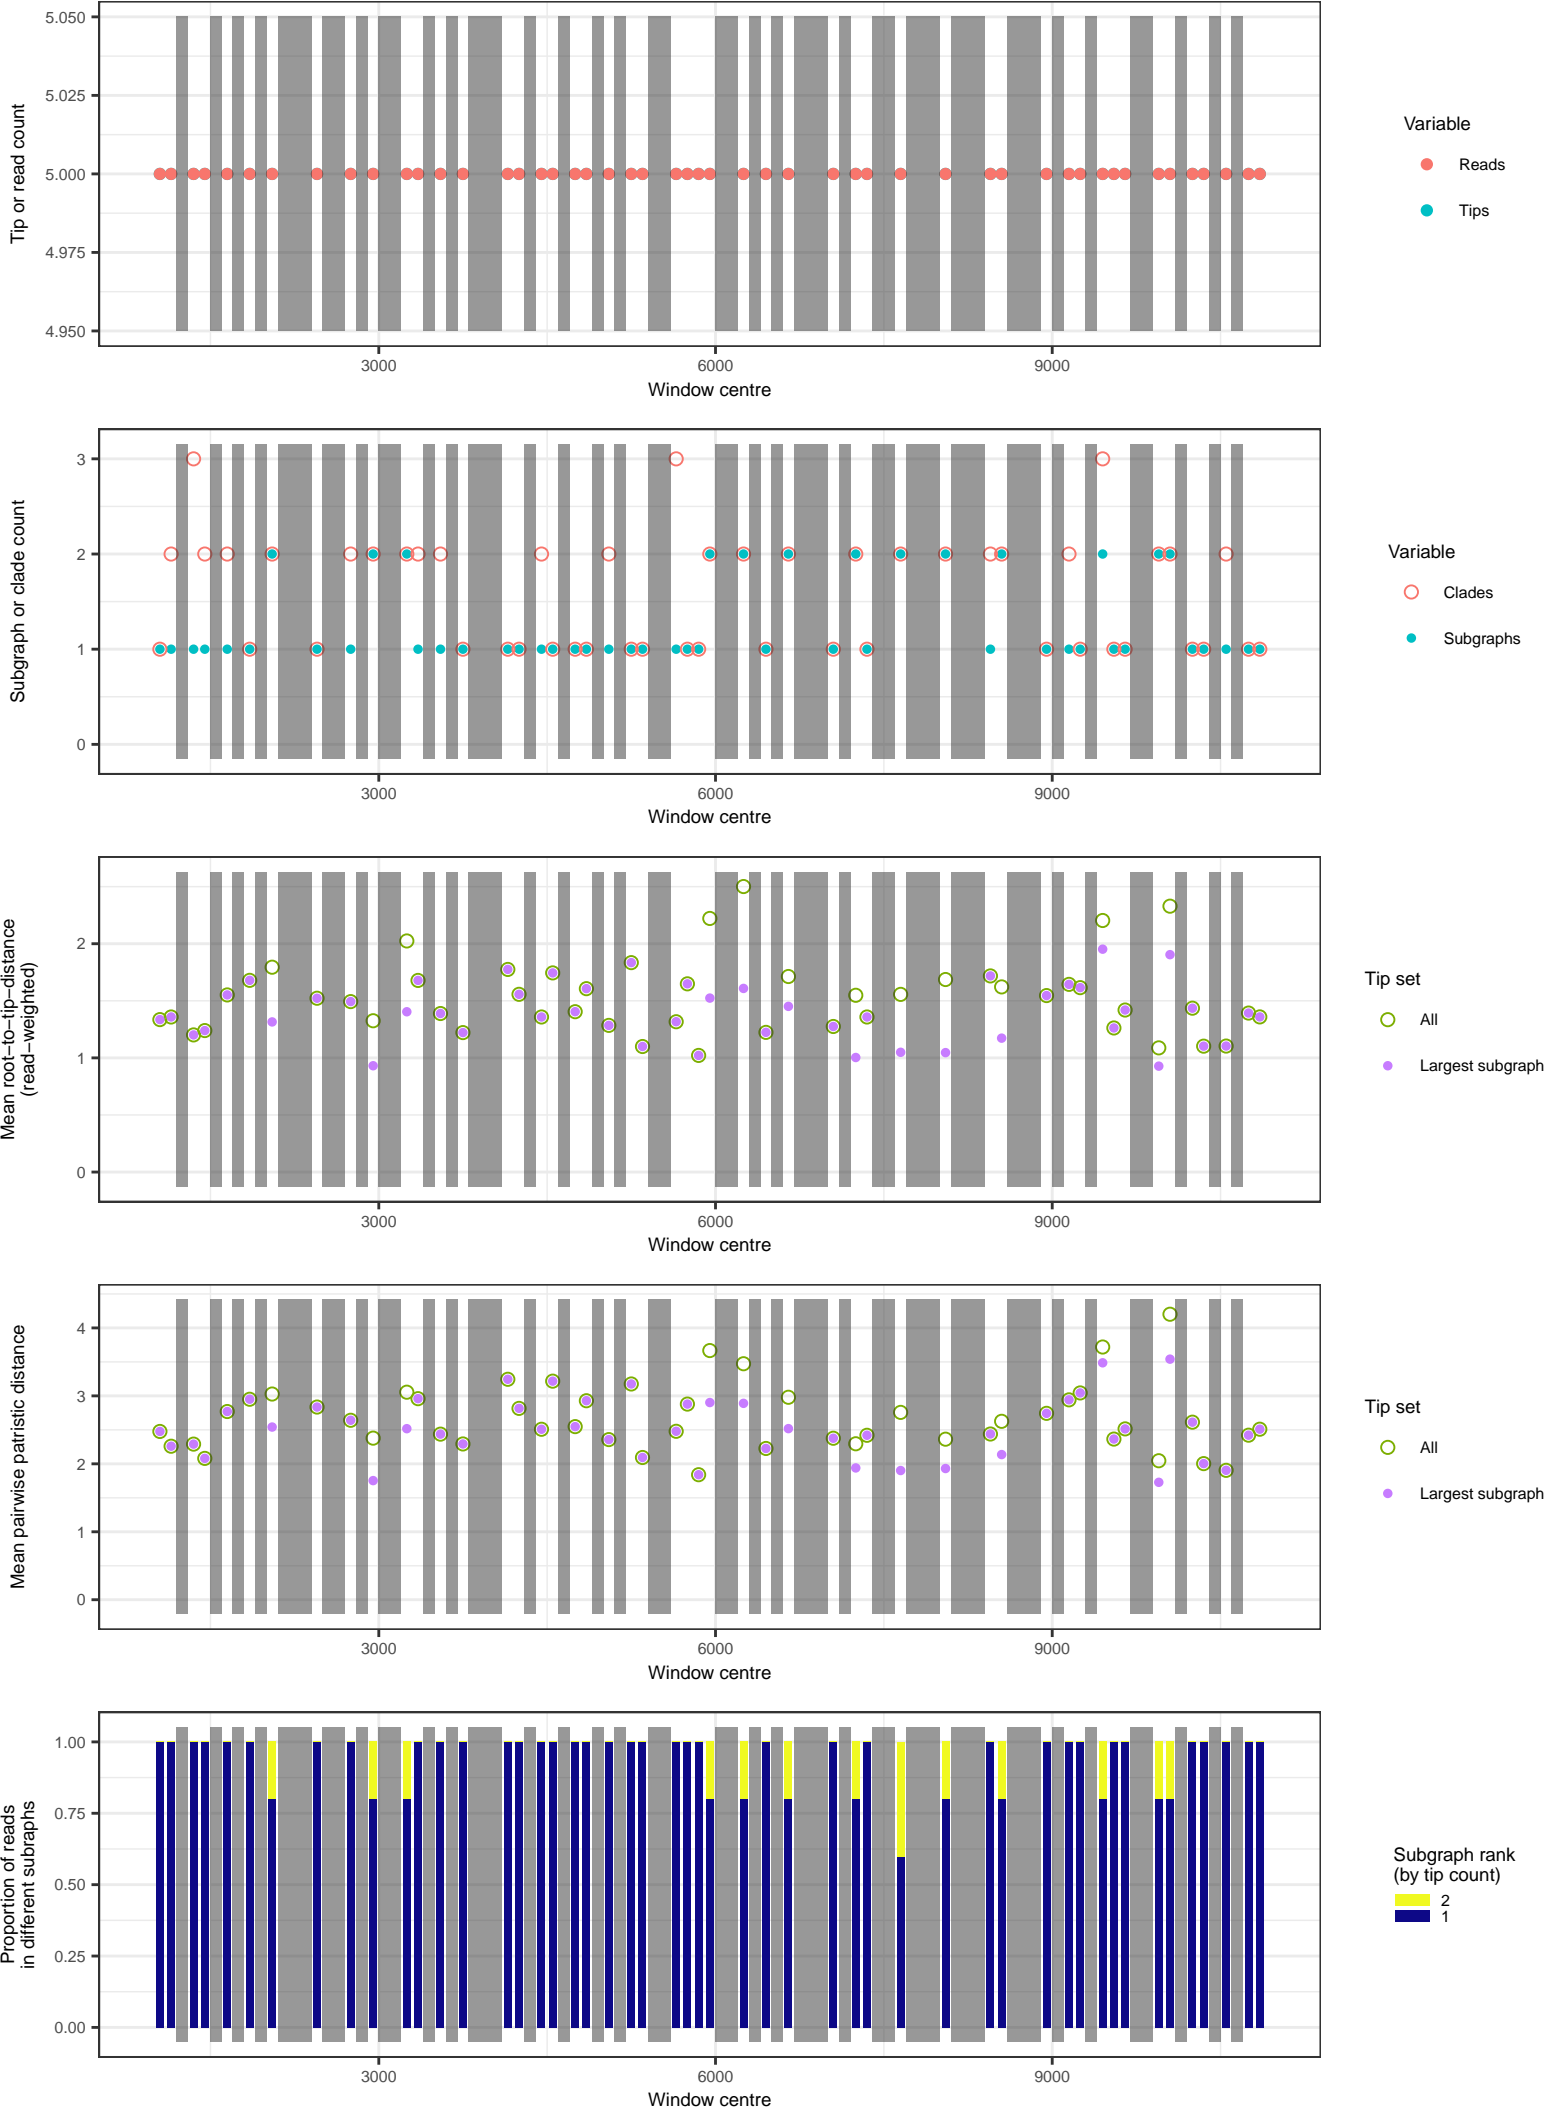 5.050
5.025
5.000
4.975
4.950
Tip or read count
3000
6000
9000
Window centre
Variable
Reads
Tips
3
2
1
0
Subgraph or clade count
3000
6000
9000
Window centre
Variable
Clades
Subgraphs
2
1
0
Mean root−to−tip−distance
(read−weighted)
3000
6000
9000
Window centre
Tip set
All
Largest subgraph
4
3
2
1
0
Mean pairwise patristic distance
3000
6000
9000
Window centre
Tip set
All
Largest subgraph
1.00
0.75
0.50
0.25
0.00
Proportion of reads
in different subraphs
3000
6000
9000
Window centre
Subgraph rank
(by tip count)
2
1